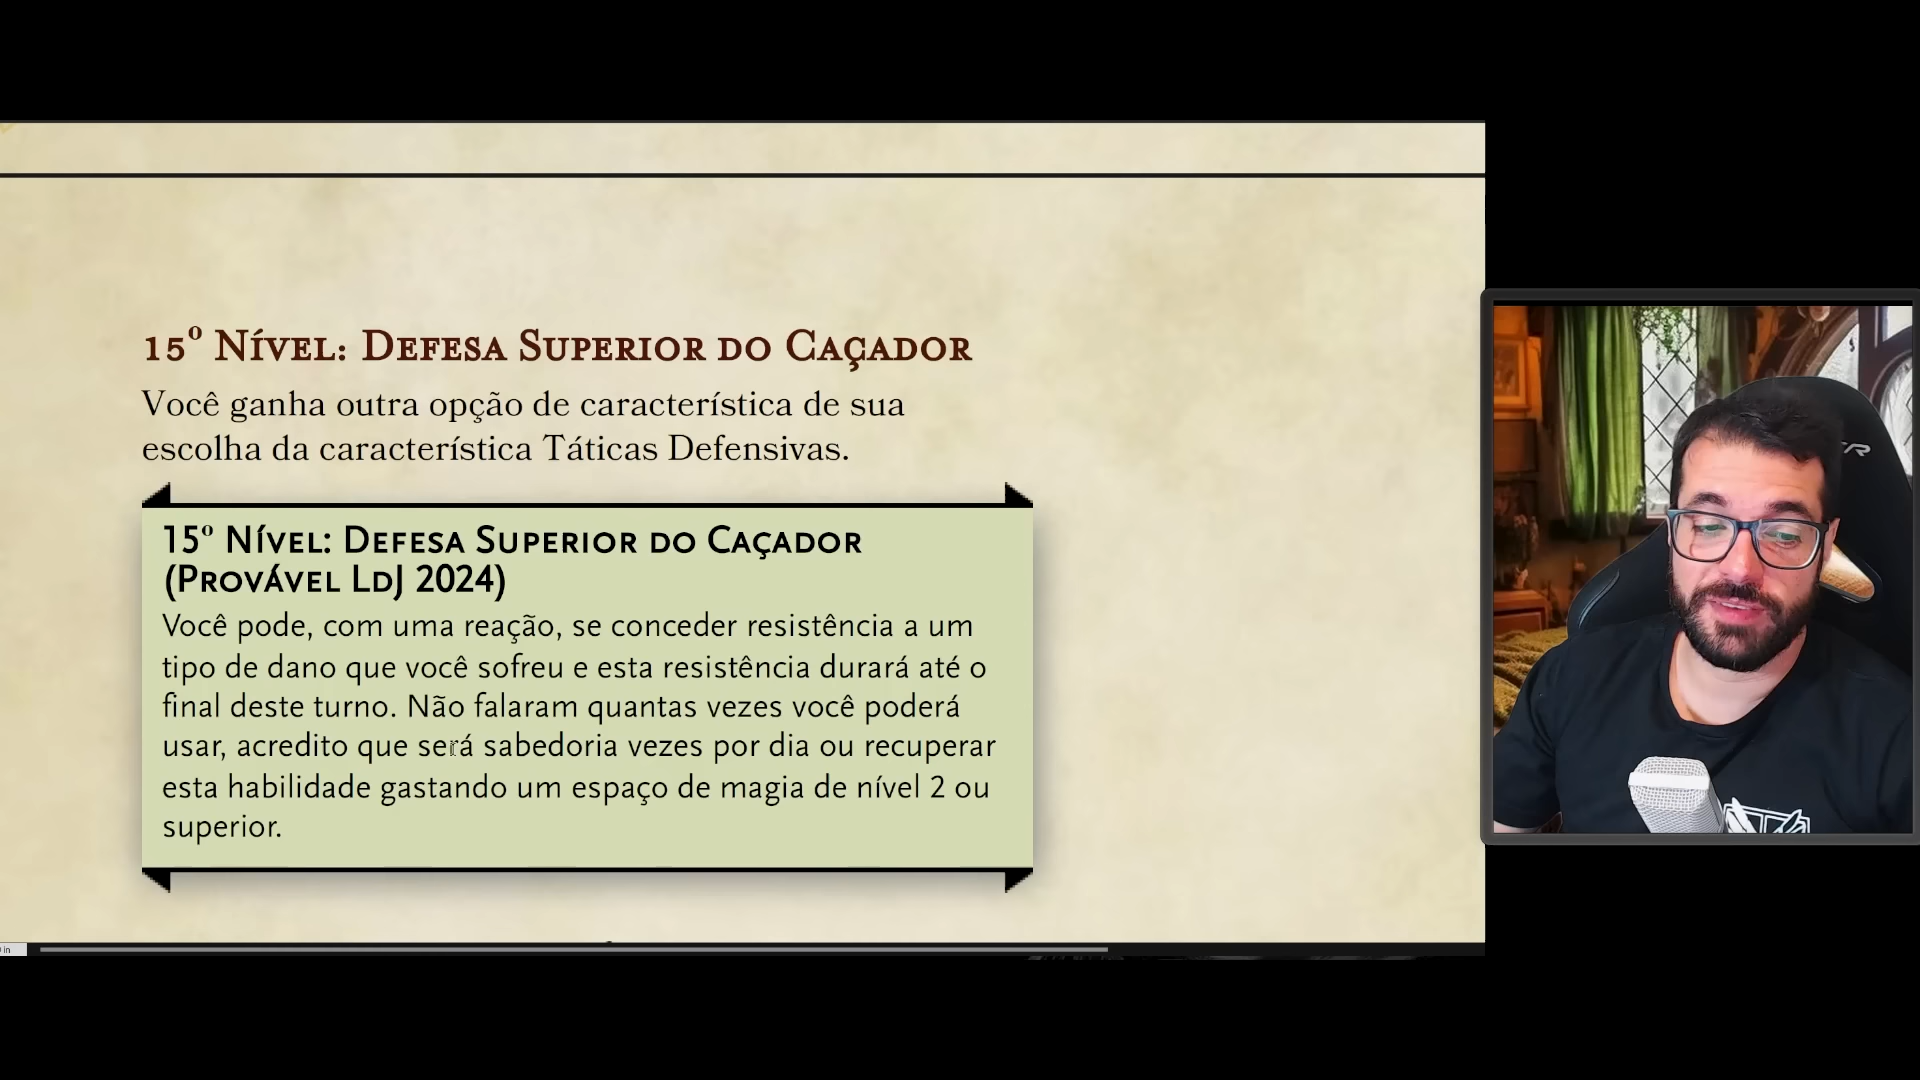 15º Nível: Defesa Superior do Caçador
Você ganha outra opção de característica de sua
escolha da característica Táticas Defensivas.
15º Nível: Defesa Superior do Caçador
(Provável LdJ 2024)
Você pode, com uma reação, se conceder resistência a um
tipo de dano que você sofreu e esta resistência durará até o
final deste turno. Não falaram quantas vezes você poderá
usar, acredito que será sabedoria vezes por dia ou recuperar
esta habilidade gastando um espaço de magia de nível 2 ou
superior.
in